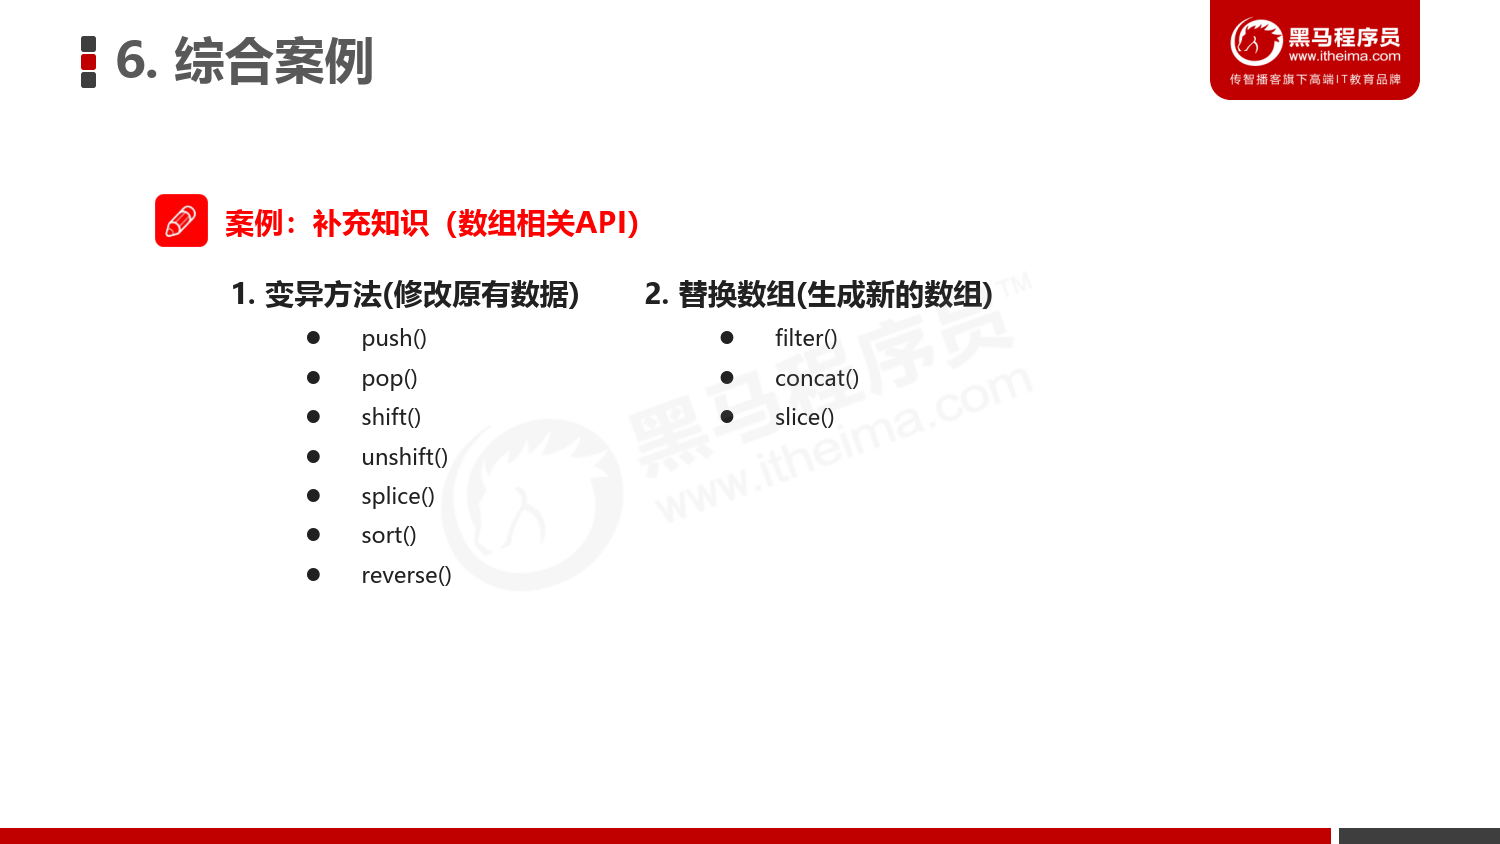 6. 综合案例
黑马程序员
www.itheima.com
传智播客旗下高端IT教育品牌
案例：补充知识（数组相关API）
1. 变异方法(修改原有数据)
● push()
● pop()
● shift()
● unshift()
● splice()
● sort()
● reverse()
2. 替换数组(生成新的数组)
● filter()
● concat()
● slice()
黑马程序员™
www.itheima.com